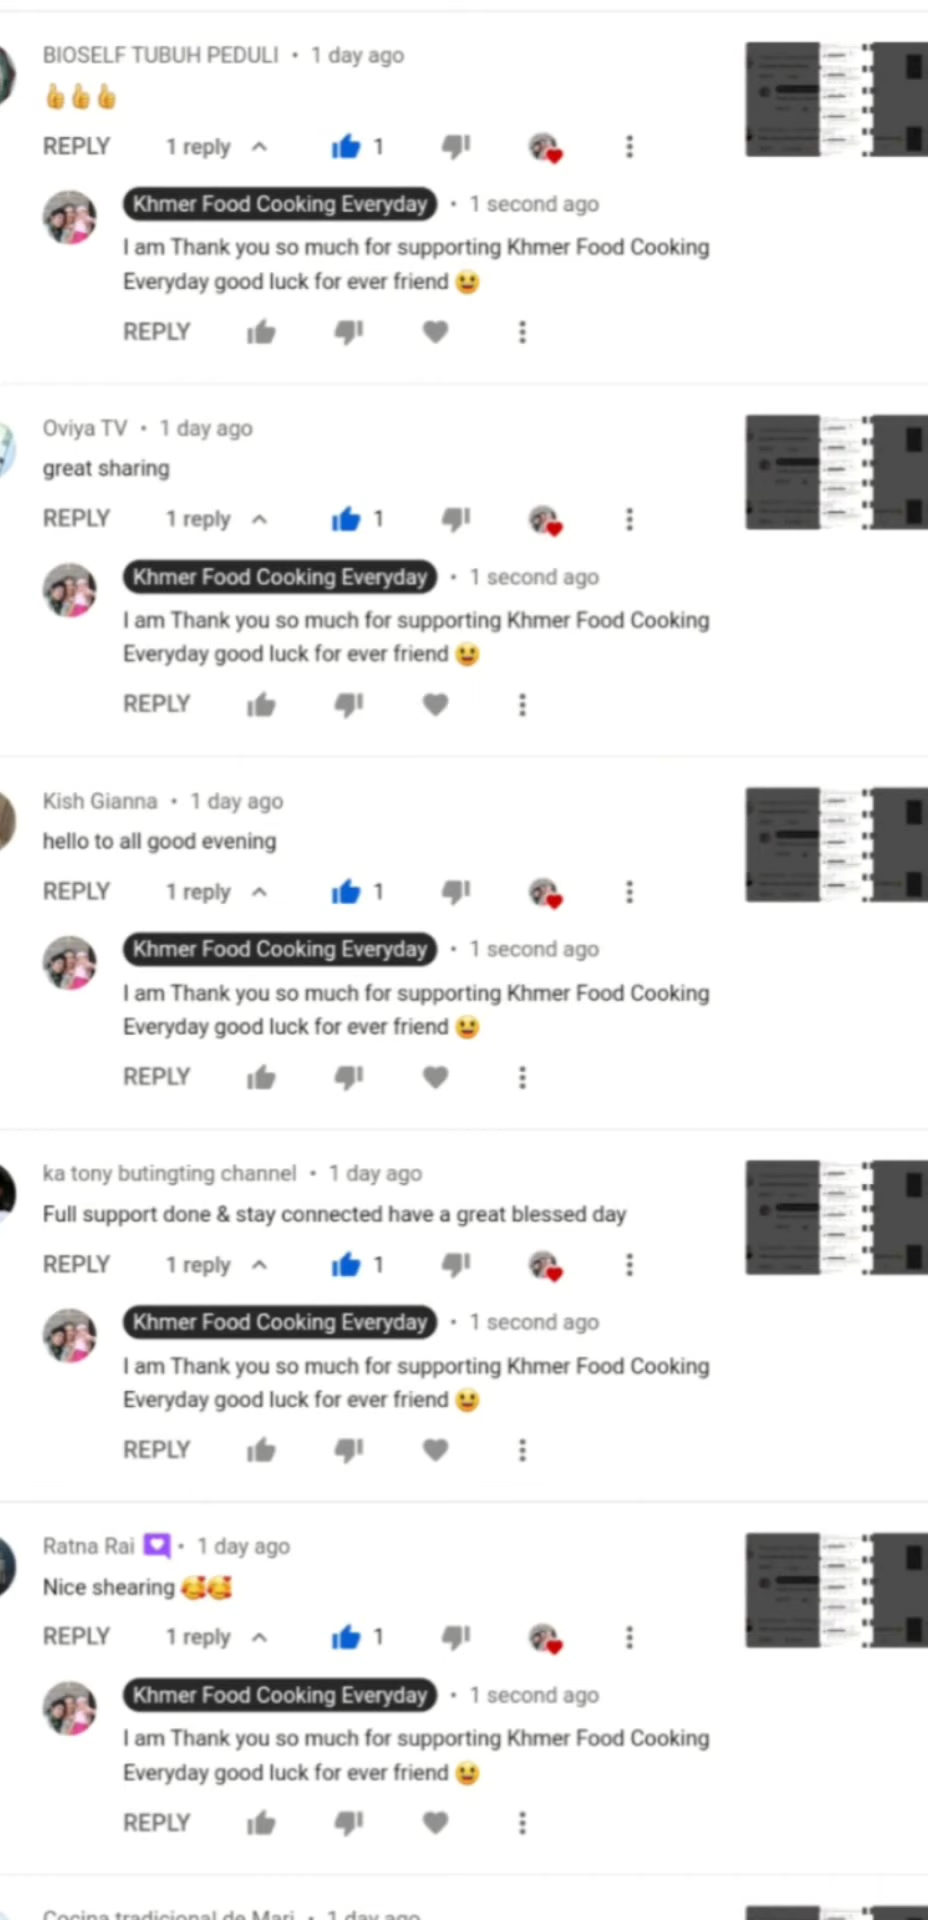 BIOSELF TUBUH PEDULI • 1 day ago
👍👍👍
REPLY 1 reply 1
Khmer Food Cooking Everyday • 1 second ago
I am Thank you so much for supporting Khmer Food Cooking
Everyday good luck for ever friend 😀
REPLY
Oviya TV • 1 day ago
great sharing
REPLY 1 reply 1
Khmer Food Cooking Everyday • 1 second ago
I am Thank you so much for supporting Khmer Food Cooking
Everyday good luck for ever friend 😀
REPLY
Kish Gianna • 1 day ago
hello to all good evening
REPLY 1 reply 1
Khmer Food Cooking Everyday • 1 second ago
I am Thank you so much for supporting Khmer Food Cooking
Everyday good luck for ever friend 😀
REPLY
ka tony butingting channel • 1 day ago
Full support done & stay connected have a great blessed day
REPLY 1 reply 1
Khmer Food Cooking Everyday • 1 second ago
I am Thank you so much for supporting Khmer Food Cooking
Everyday good luck for ever friend 😀
REPLY
Ratna Rai • 1 day ago
Nice shearing 🥰🥰
REPLY 1 reply 1
Khmer Food Cooking Everyday • 1 second ago
I am Thank you so much for supporting Khmer Food Cooking
Everyday good luck for ever friend 😀
REPLY
Cocina tradicional de Mari • 1 day ago